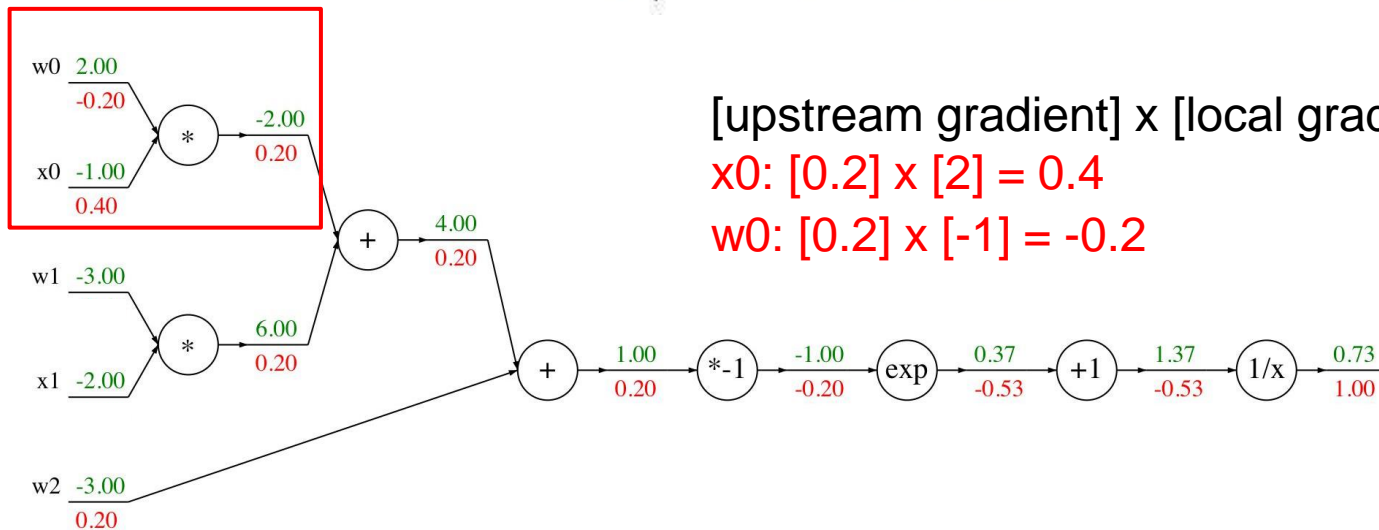 w0 2.00
-0.20
*
-2.00
0.20
x0 -1.00
0.40
[upstream gradient] x [local
x0: [0.2] x [2] = 0.4
w0: [0.2] x [-1] = -0.2
+
4.00
0.20
w1 -3.00
*
6.00
0.20
x1 -2.00
+
1.00
0.20
*-1
-1.00
-0.20
exp
0.37
-0.53
+1
1.37
-0.53
1/x
0.73
1.00
w2 -3.00
0.20